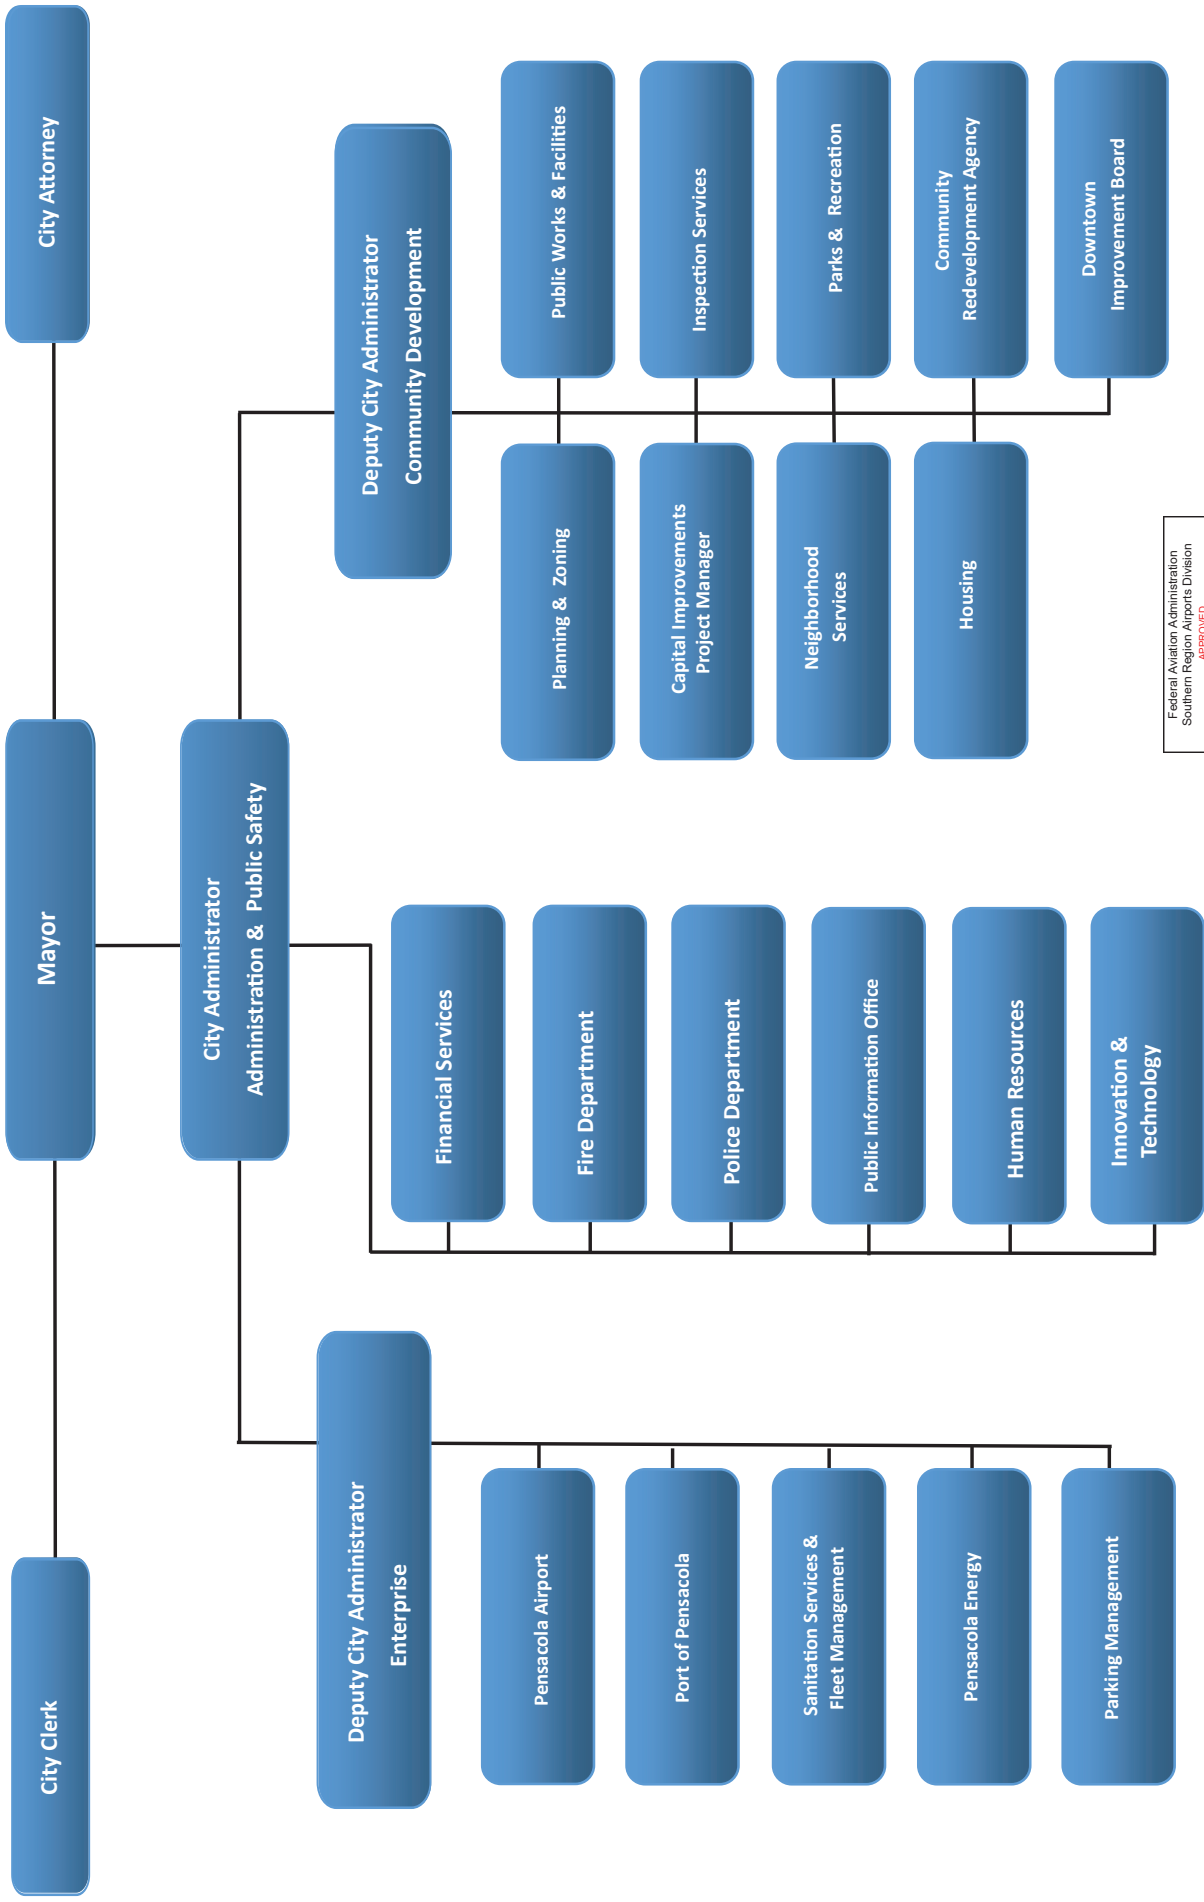 City Clerk
Mayor
City Attorney
City Administrator
Administration & Public Safety
Deputy City Administrator
Enterprise
Pensacola Airport
Port of Pensacola
Sanitation Services &
Fleet Management
Pensacola Energy
Parking Management
Financial Services
Fire Department
Police Department
Public Information Office
Human Resources
Innovation &
Technology
Deputy City Administrator
Community Development
Planning & Zoning
Public Works & Facilities
Capital Improvements
Project Manager
Inspection Services
Neighborhood
Services
Parks & Recreation
Housing
Community
Redevelopment Agency
Downtown
Improvement Board
Federal Aviation Administration
Southern Region Airports Division
APPROVED